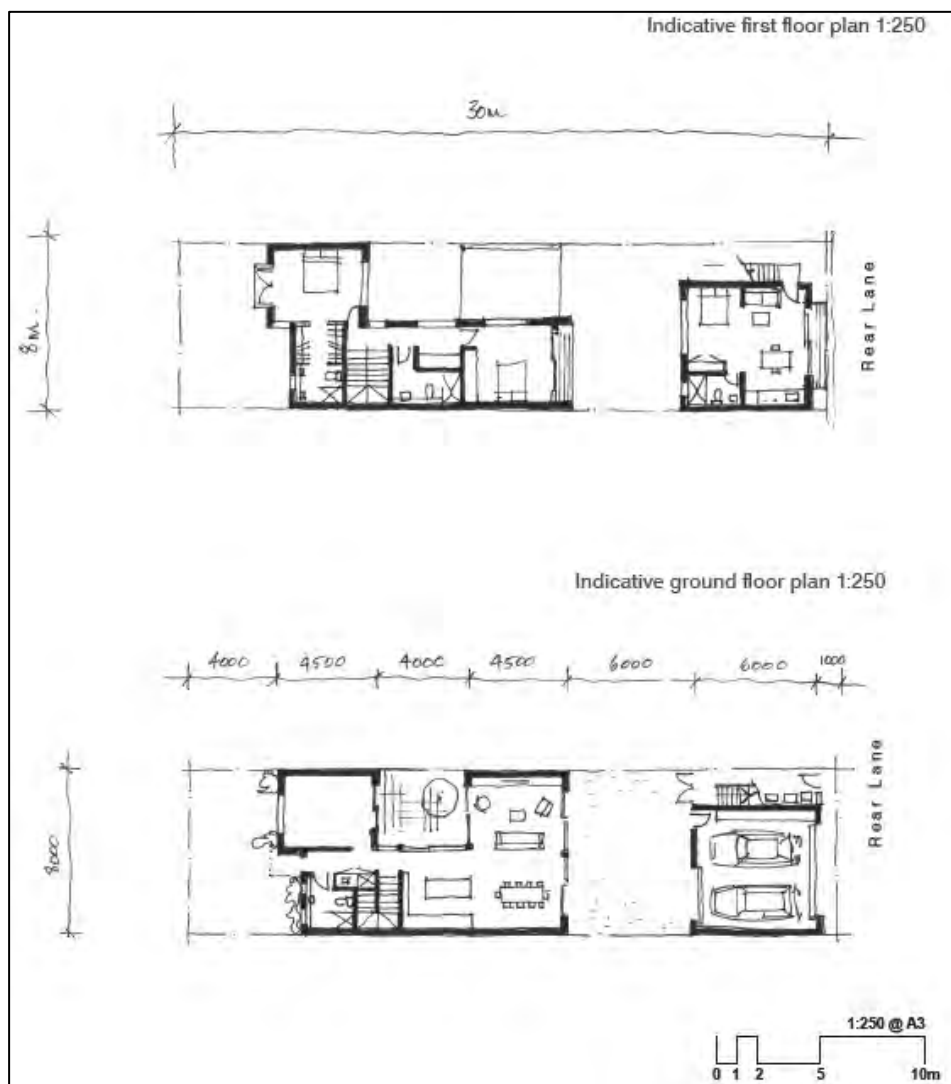 Indicative first floor plan 1:250
30m
8m.
Rear Lane
Indicative ground floor plan 1:250
4000 4500 4000 4500 6000 6000 1000
8000
Rear Lane
1:250 @ A3
0 1 2 5 10m